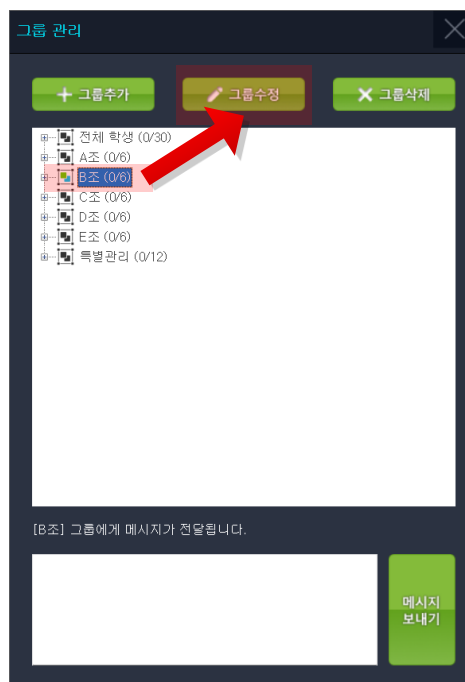 그룹 관리
그룹추가
그룹수정
그룹삭제
전체 학생 (0/30)
A조 (0/6)
B조 (0/6)
C조 (0/6)
D조 (0/6)
E조 (0/6)
특별관리 (0/12)
[B조] 그룹에게 메시지가 전달됩니다.
메시지
보내기